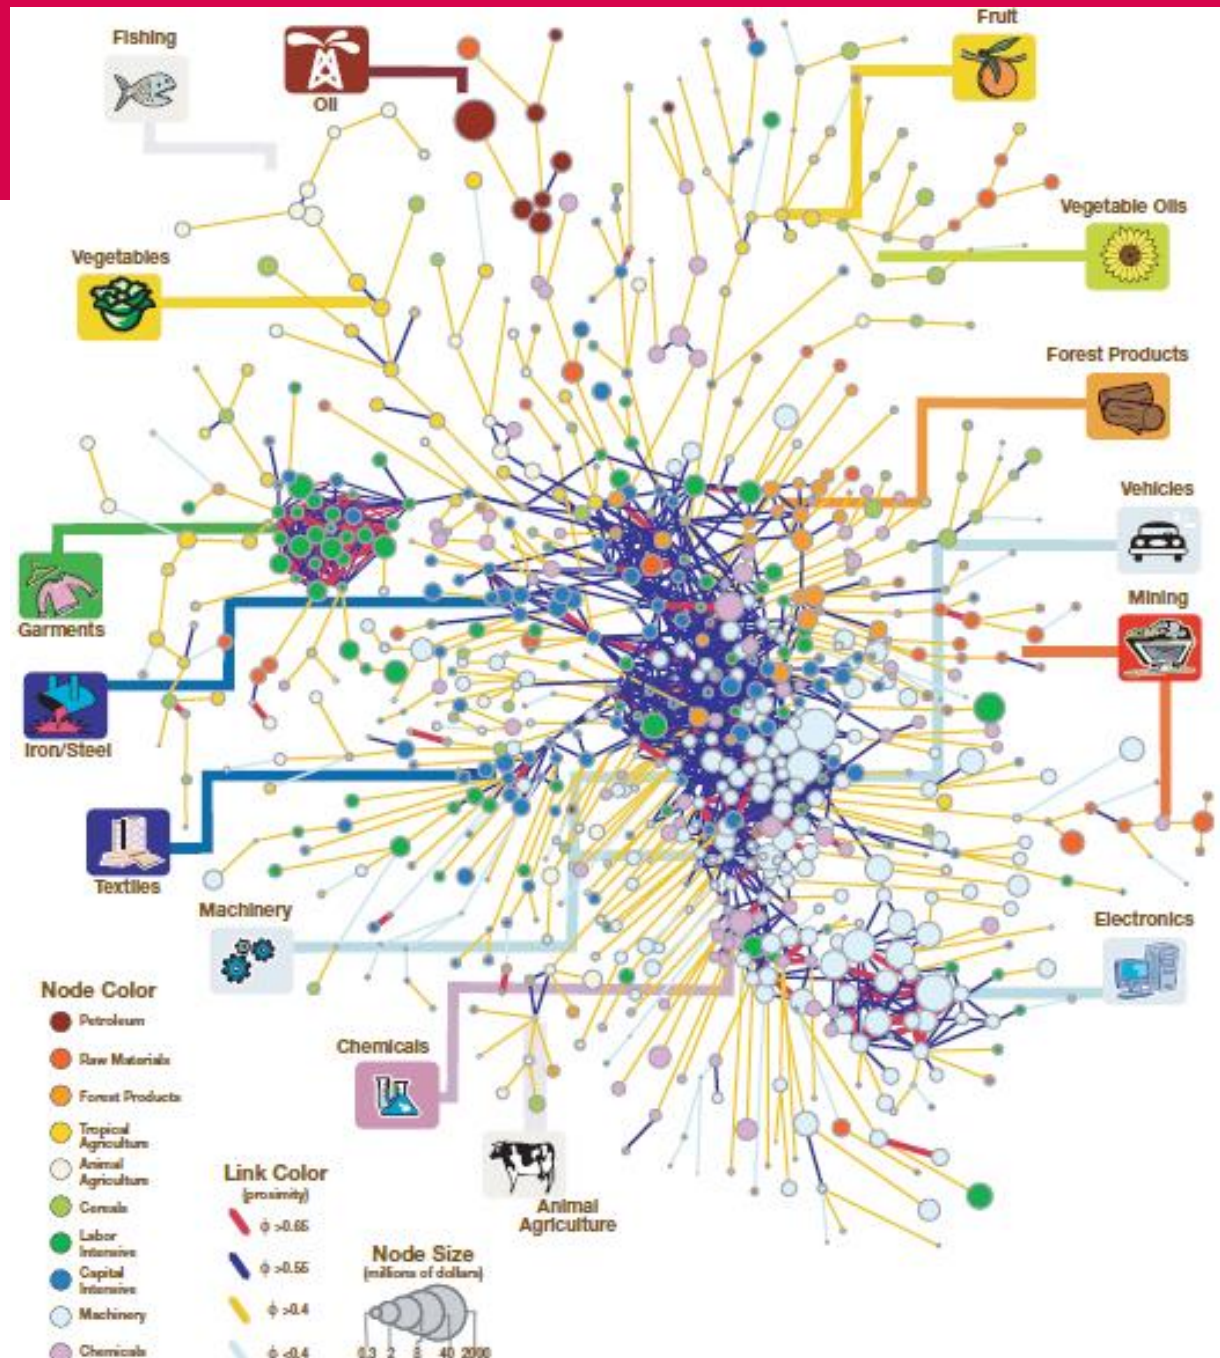 Fruit
Fishing
Oil
Vegetable Oils
Vegetables
Forest Products
Vehicles
Mining
Garments
Iron/Steel
Textiles
Machinery
Electronics
Chemicals
Animal
Agriculture
Node Color
Petroleum
Raw Materials
Forest Products
Tropical
Agriculture
Animal
Agriculture
Cereals
Labor
Intensive
Capital
Intensive
Machinery
Chemicals
Link Color
(proximity)
ϕ >0.65
ϕ >0.55
ϕ >0.4
ϕ <0.4
Node Size
(millions of dollars)
0.3 2 8 40 2000